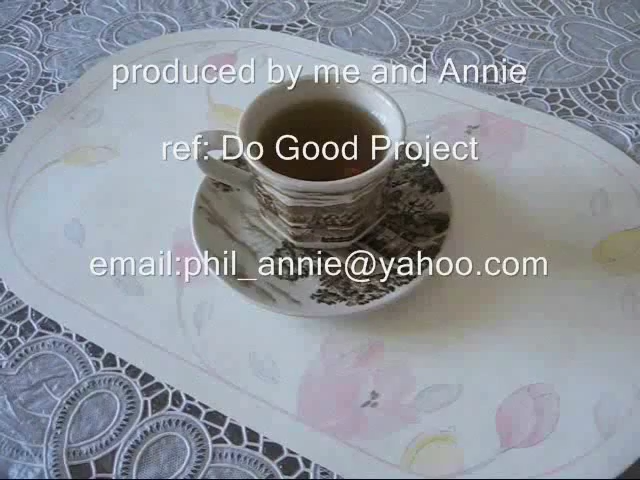 produced by me and Annie
ref: Do Good Project
email:phil_annie@yahoo.com